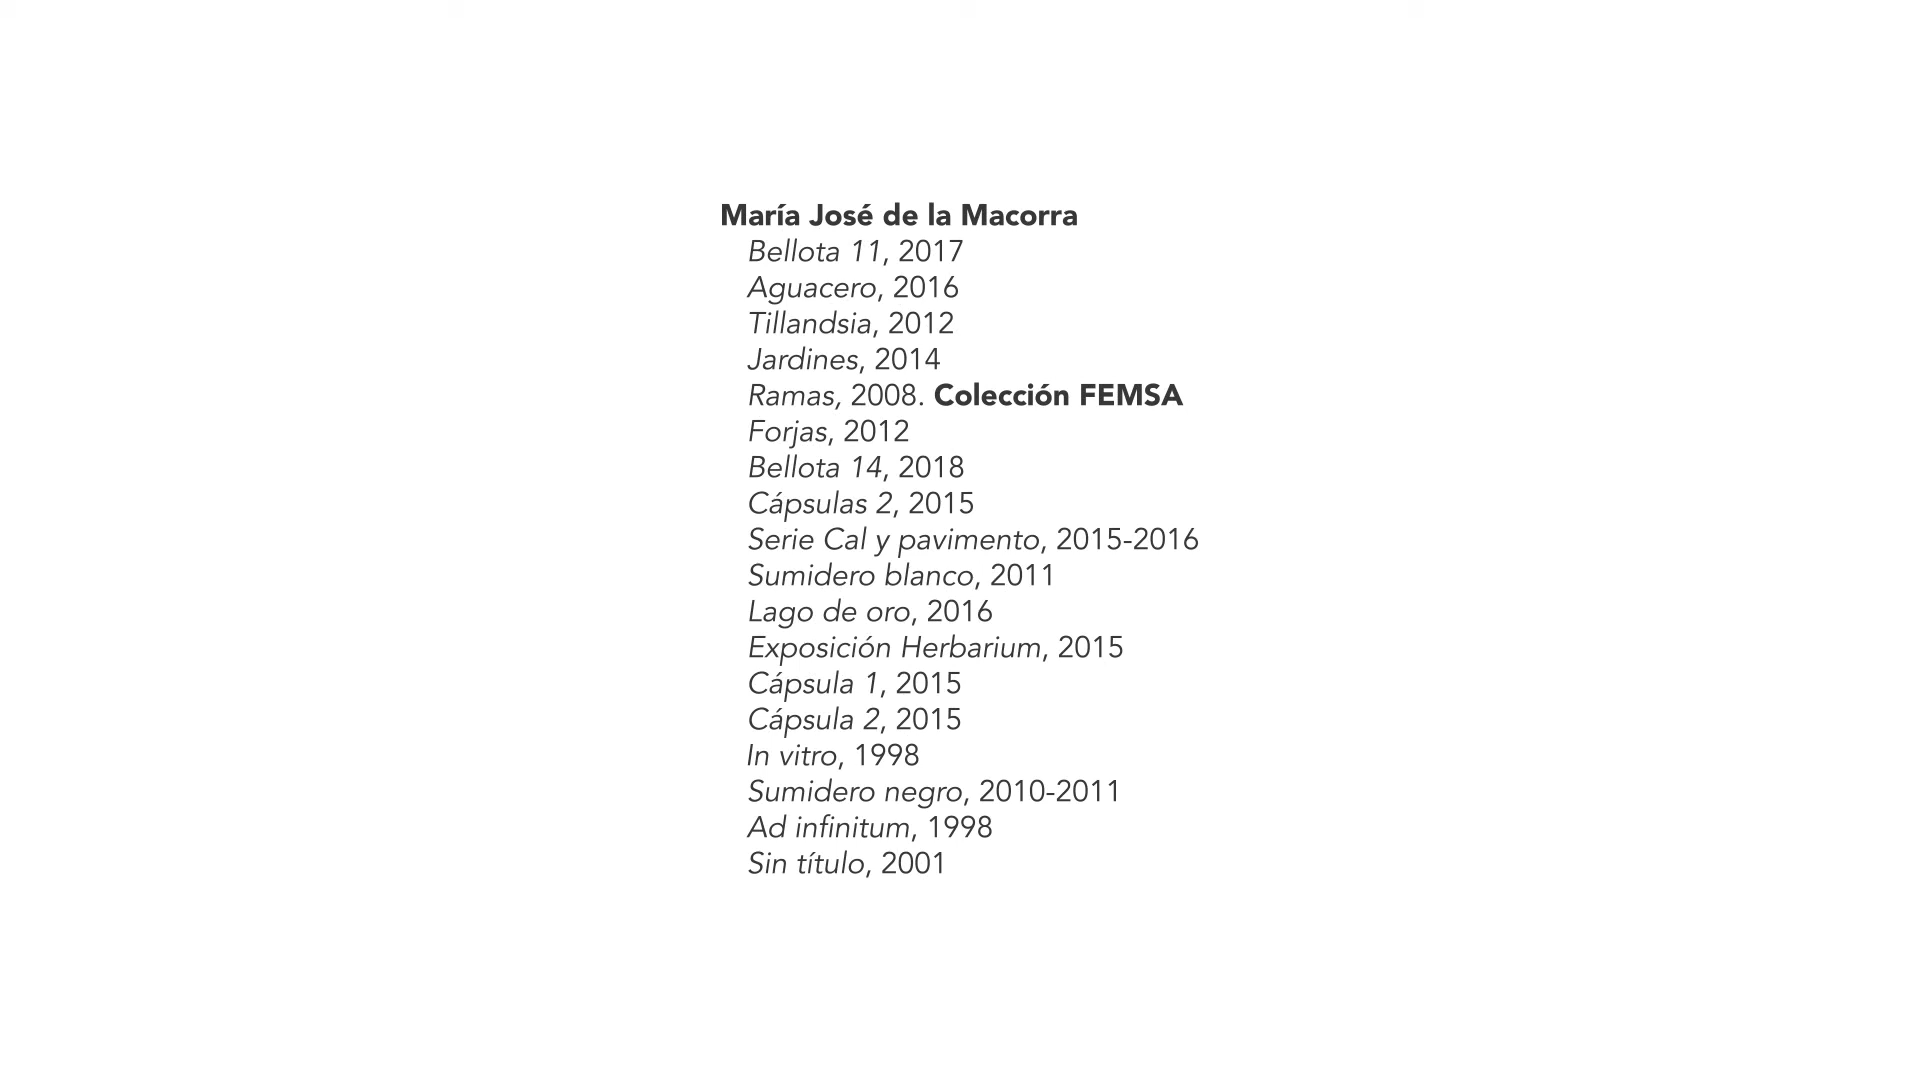 María José de la Macorra
Bellota 11, 2017
Aguacero, 2016
Tillandsia, 2012
Jardines, 2014
Ramas, 2008. Colección FEMSA
Forjas, 2012
Bellota 14, 2018
Cápsulas 2, 2015
Serie Cal y pavimento, 2015-2016
Sumidero blanco, 2011
Lago de oro, 2016
Exposición Herbarium, 2015
Cápsula 1, 2015
Cápsula 2, 2015
In vitro, 1998
Sumidero negro, 2010-2011
Ad infinitum, 1998
Sin título, 2001